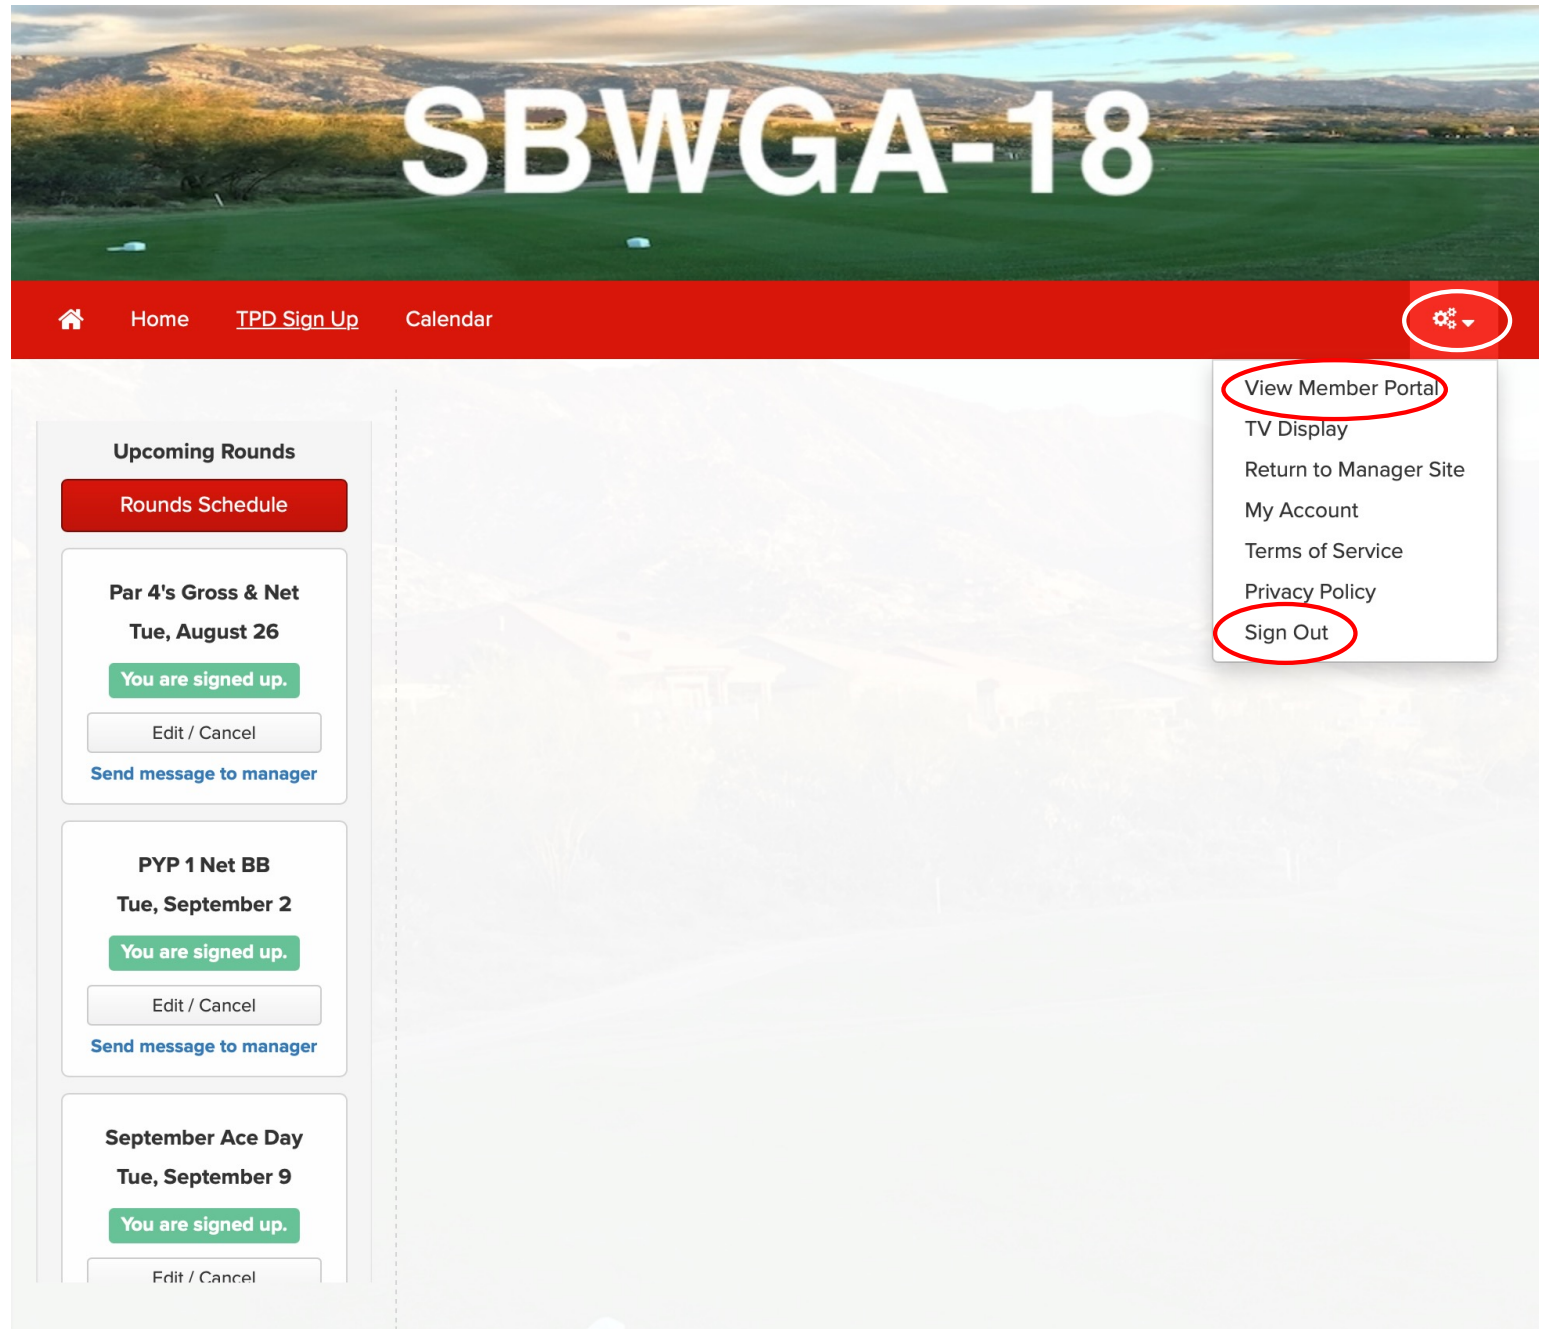 SBWGA-18
Home TPD Sign Up Calendar
View Member Portal
TV Display
Return to Manager Site
My Account
Terms of Service
Privacy Policy
Sign Out
Upcoming Rounds
Rounds Schedule
Par 4's Gross & Net
Tue, August 26
You are signed up.
Edit / Cancel
Send message to manager
PYP 1 Net BB
Tue, September 2
You are signed up.
Edit / Cancel
Send message to manager
September Ace Day
Tue, September 9
You are signed up.
Edit / Cancel